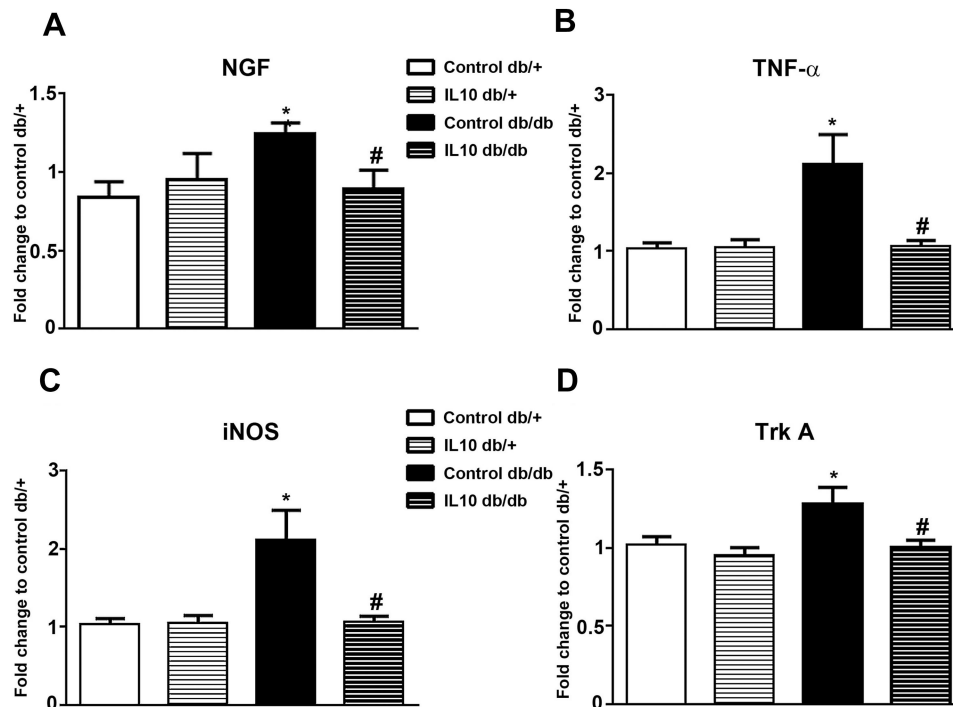 A
NGF
Fold change to control db/+
1.5
1
0.5
0
*
*
#
Control db/+
IL10 db/+
Control db/db
IL10 db/db
B
TNF-α
Fold change to control db/+
3
2
1
0
*
#
C
iNOS
Fold change to control db/+
3
2
1
0
*
#
Control db/+
IL10 db/+
Control db/db
IL10 db/db
D
Trk A
Fold change to control db/+
1.5
1
0.5
0
*
#